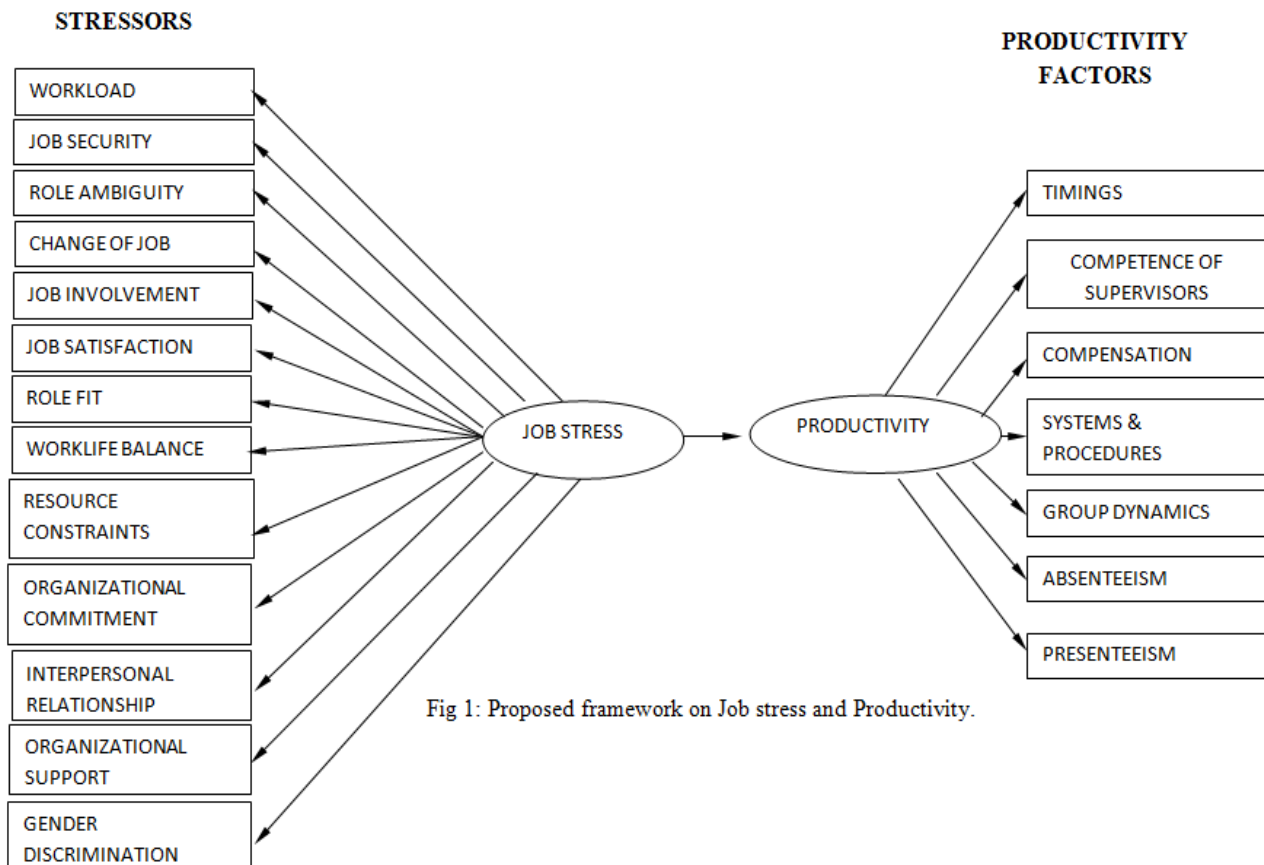 STRESSORS
WORKLOAD
JOB SECURITY
ROLE AMBIGUITY
CHANGE OF JOB
JOB INVOLVEMENT
JOB SATISFACTION
ROLE FIT
WORKLIFE BALANCE
RESOURCE
CONSTRAINTS
ORGANIZATIONAL
COMMITMENT
INTERPERSONAL
RELATIONSHIP
ORGANIZATIONAL
SUPPORT
GENDER
DISCRIMINATION
JOB STRESS
PRODUCTIVITY
PRODUCTIVITY
FACTORS
TIMINGS
COMPETENCE OF
SUPERVISORS
COMPENSATION
SYSTEMS &
PROCEDURES
GROUP DYNAMICS
ABSENTEEISM
PRESENTEEISM
Fig 1: Proposed framework on Job stress and Productivity.